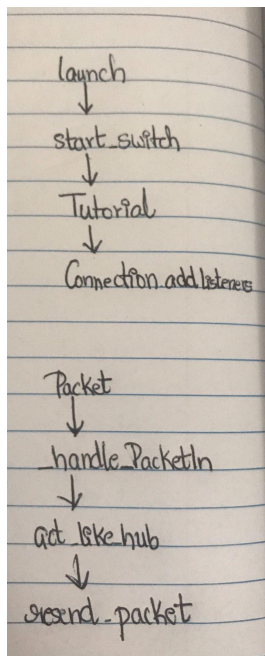 launch
start_switch
Tutorial
Connection.addlisteners
Packet
_handle_PacketIn
act_like_hub
resend_packet